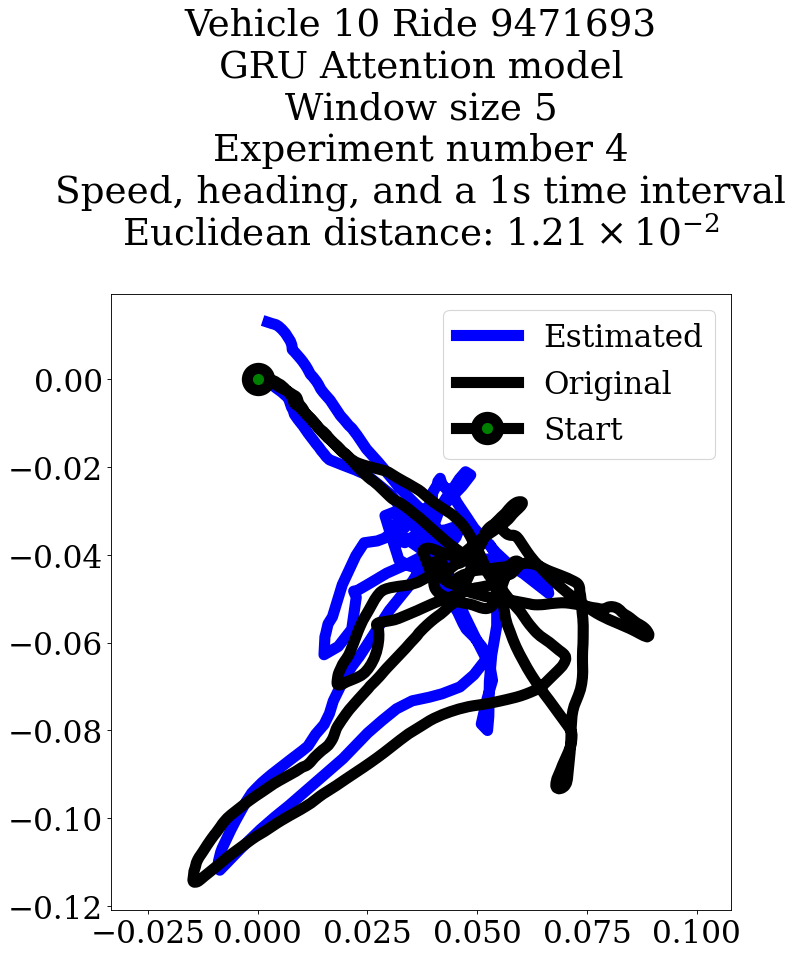 Vehicle 10 Ride 9471693
GRU Attention model
Window size 5
Experiment number 4
Speed, heading, and a 1s time interval
Euclidean distance: 1.21 × 10⁻²
Estimated
Original
Start
0.00
−0.02
−0.04
−0.06
−0.08
−0.10
−0.12
−0.025 0.000 0.025 0.050 0.075 0.100